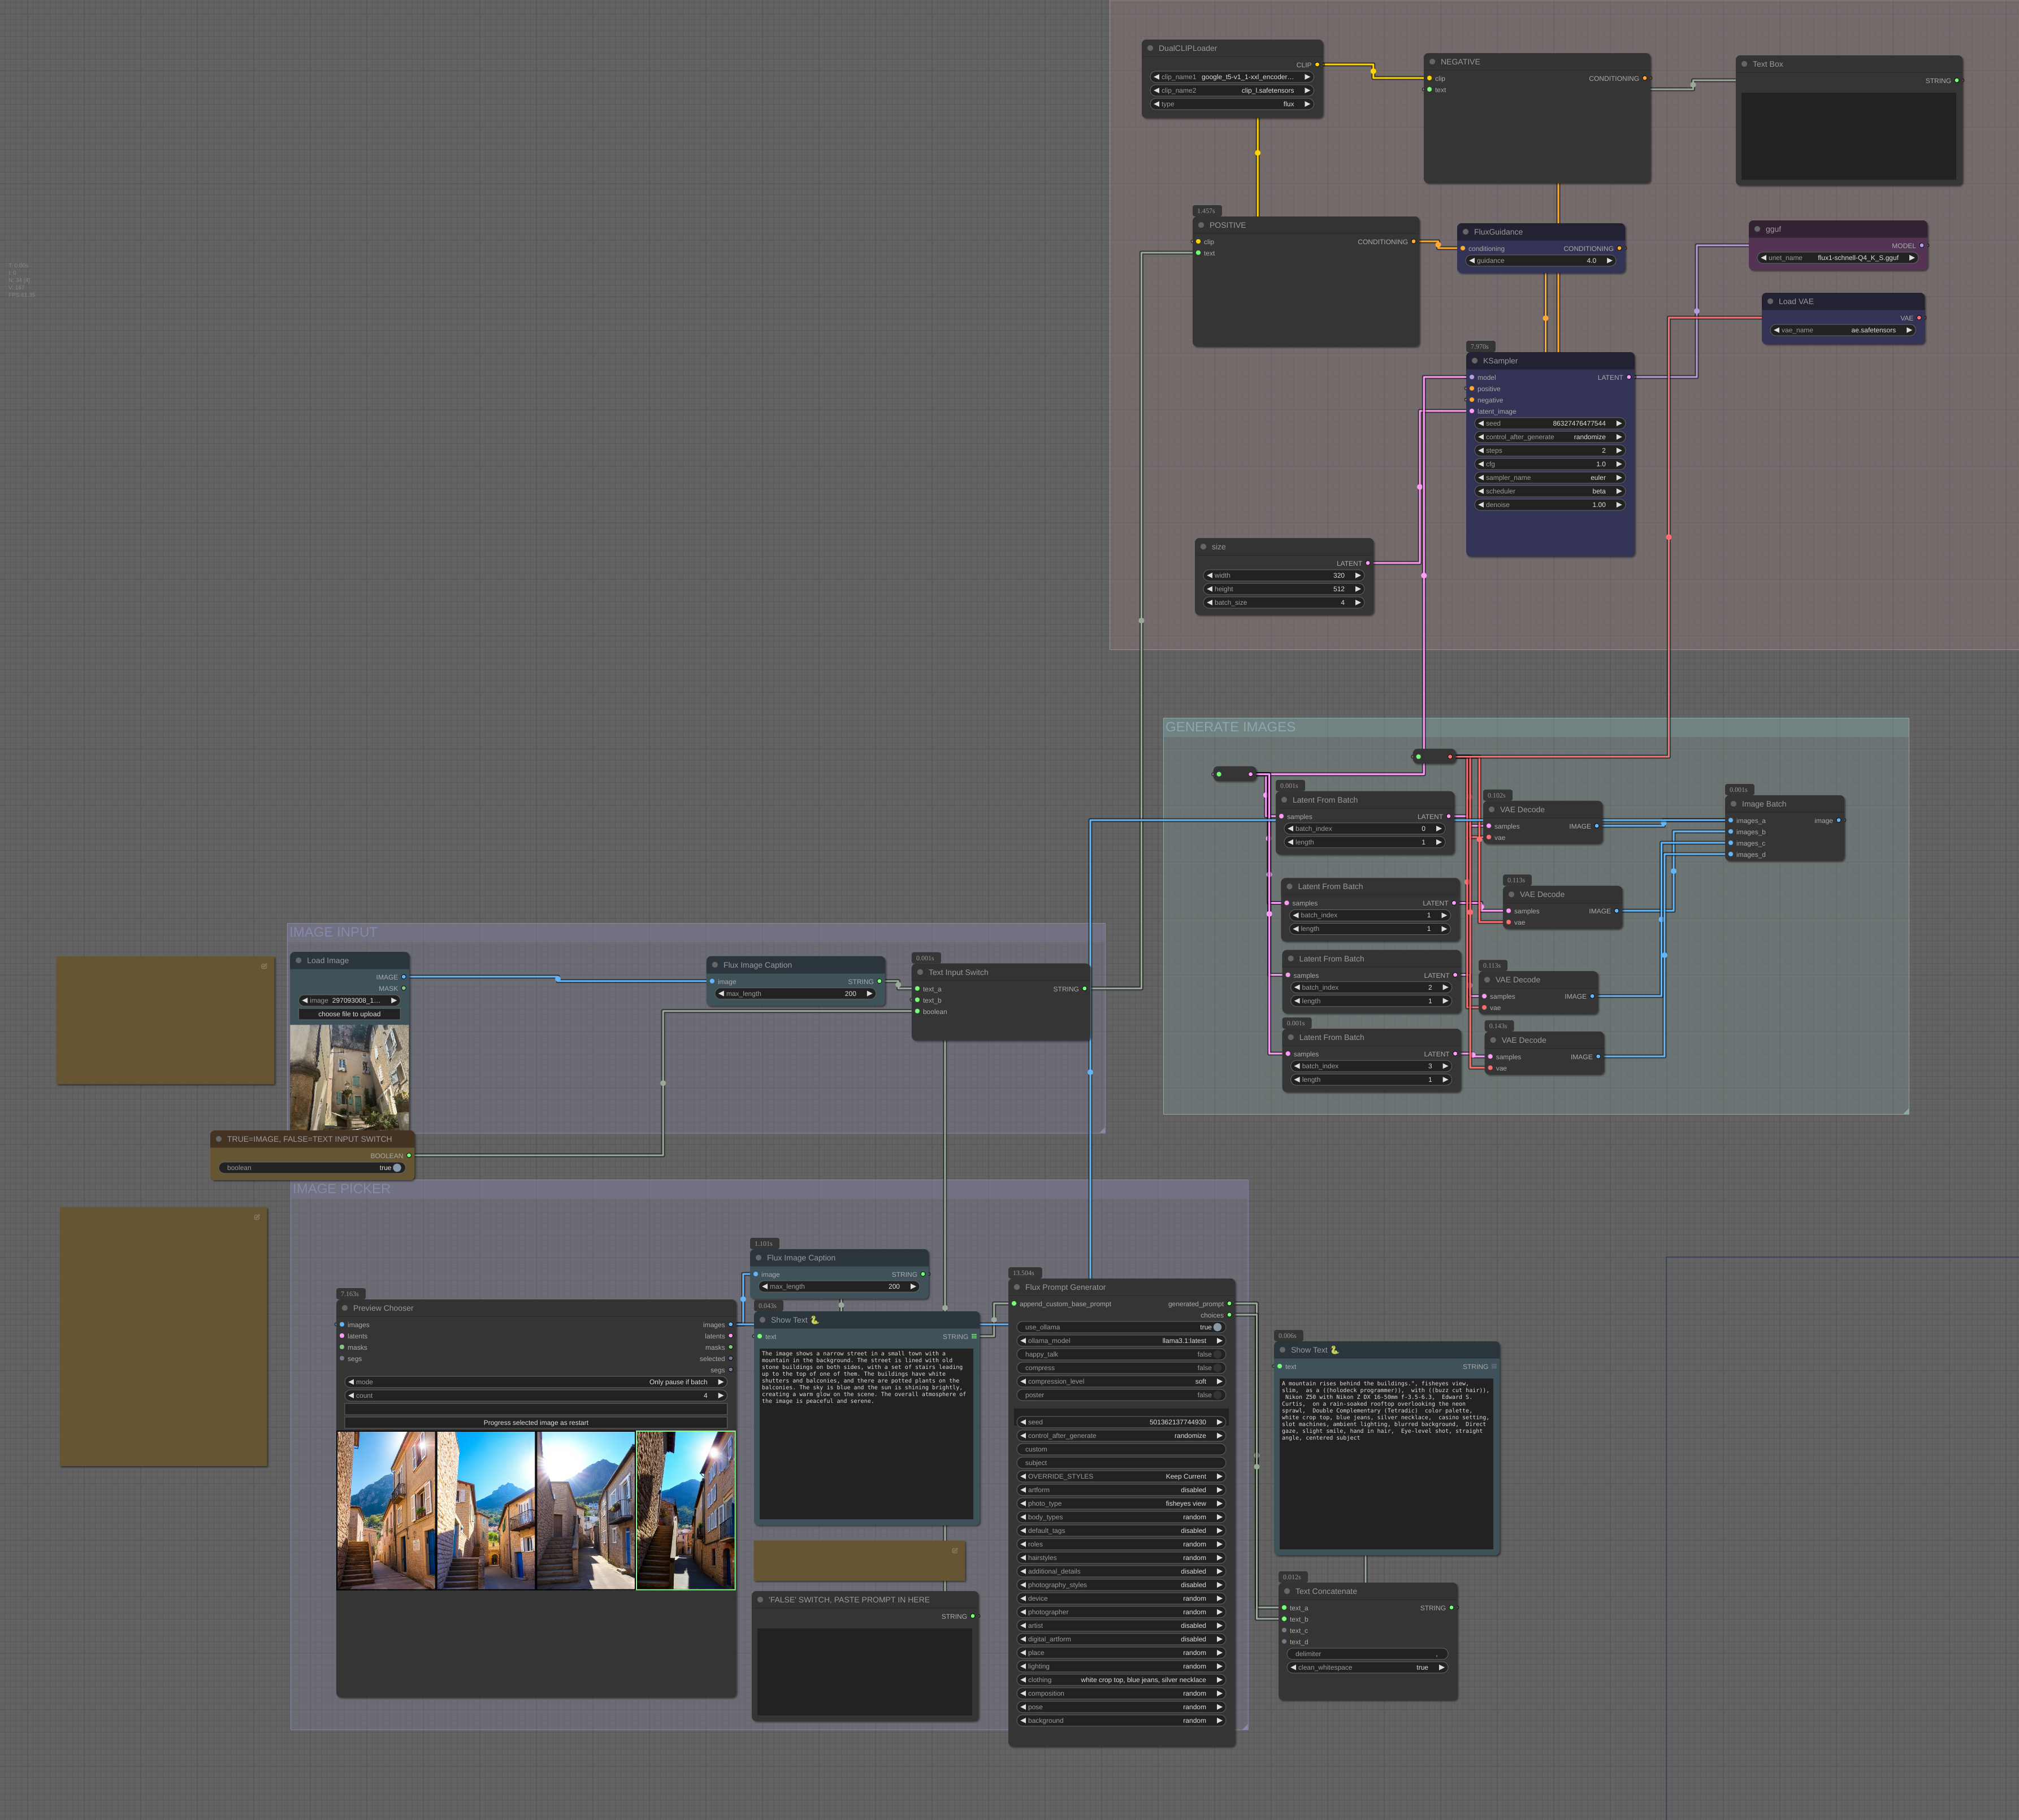 DualCLIPLoader
CLIP
clip_name1 google_t5-v1_1-xxl_encoder...
clip_name2 clip_l.safetensors
type flux
NEGATIVE
clip CONDITIONING
text
Text Box
STRING
1.457s
POSITIVE
clip CONDITIONING
text
FluxGuidance
conditioning CONDITIONING
guidance 4.0
gguf
MODEL
unet_name flux1-schnell-Q4_K_S.gguf
Load VAE
VAE
vae_name ae.safetensors
7.970s
KSampler
model LATENT
positive
negative
latent_image
seed 86327476477544
control_after_generate randomize
steps 2
cfg 1.0
sampler_name euler
scheduler beta
denoise 1.00
size
LATENT
width 320
height 512
batch_size 4
GENERATE IMAGES
0.001s
Latent From Batch
samples LATENT
batch_index 0
length 1
0.102s
VAE Decode
samples IMAGE
vae
0.001s
Image Batch
images_a image
images_b
images_c
images_d
Latent From Batch
samples LATENT
batch_index 1
length 1
0.113s
VAE Decode
samples IMAGE
vae
Latent From Batch
samples LATENT
batch_index 2
length 1
0.113s
VAE Decode
samples IMAGE
vae
0.001s
Latent From Batch
samples LATENT
batch_index 3
length 1
0.143s
VAE Decode
samples IMAGE
vae
IMAGE INPUT
Load Image
IMAGE
MASK
image 297093008_1...
choose file to upload
Flux Image Caption
image STRING
max_length 200
0.001s
Text Input Switch
text_a STRING
text_b
boolean
TRUE=IMAGE, FALSE=TEXT INPUT SWITCH
BOOLEAN
boolean true
IMAGE PICKER
7.163s
Preview Chooser
images images
latents latents
masks masks
segs selected
segs
mode Only pause if batch
count 4
Progress selected image as restart
1.101s
Flux Image Caption
image STRING
max_length 200
0.043s
Show Text 🐍
text STRING
The image shows a narrow street in a small town with a
mountain in the background. The street is lined with old
stone buildings on both sides, with a set of stairs leading
up to the top of one of them. The buildings have white
shutters and balconies, and there are potted plants on the
balconies. The sky is blue and the sun is shining brightly,
creating a warm glow on the scene. The overall atmosphere of
the image is peaceful and serene.
'FALSE' SWITCH, PASTE PROMPT IN HERE
STRING
13.504s
Flux Prompt Generator
append_custom_base_prompt generated_prompt
choices
use_ollama true
ollama_model llama3.1:latest
happy_talk false
compress false
compression_level soft
poster false
seed 501362137744930
control_after_generate randomize
custom
subject
OVERRIDE_STYLES Keep Current
artform disabled
photo_type fisheyes view
body_types random
default_tags disabled
roles random
hairstyles random
additional_details disabled
photography_styles disabled
device random
photographer random
artist disabled
digital_artform disabled
place random
lighting random
clothing white crop top, blue jeans, silver necklace
composition random
pose random
background random
0.006s
Show Text 🐍
text STRING
A mountain rises behind the buildings.", fisheyes view,
slim, as a ((holodeck programmer)), with ((buzz cut hair)),
Nikon Z50 with Nikon Z DX 16-50mm f-3.5-6.3, Edward S.
Curtis, on a rain-soaked rooftop overlooking the neon
sprawl, Double Complementary (Tetradic) color palette,
white crop top, blue jeans, silver necklace, casino setting,
slot machines, ambient lighting, blurred background, Direct
gaze, slight smile, hand in hair, Eye-level shot, straight
angle, centered subject
0.012s
Text Concatenate
text_a STRING
text_b
text_c
text_d
delimiter
clean_whitespace true